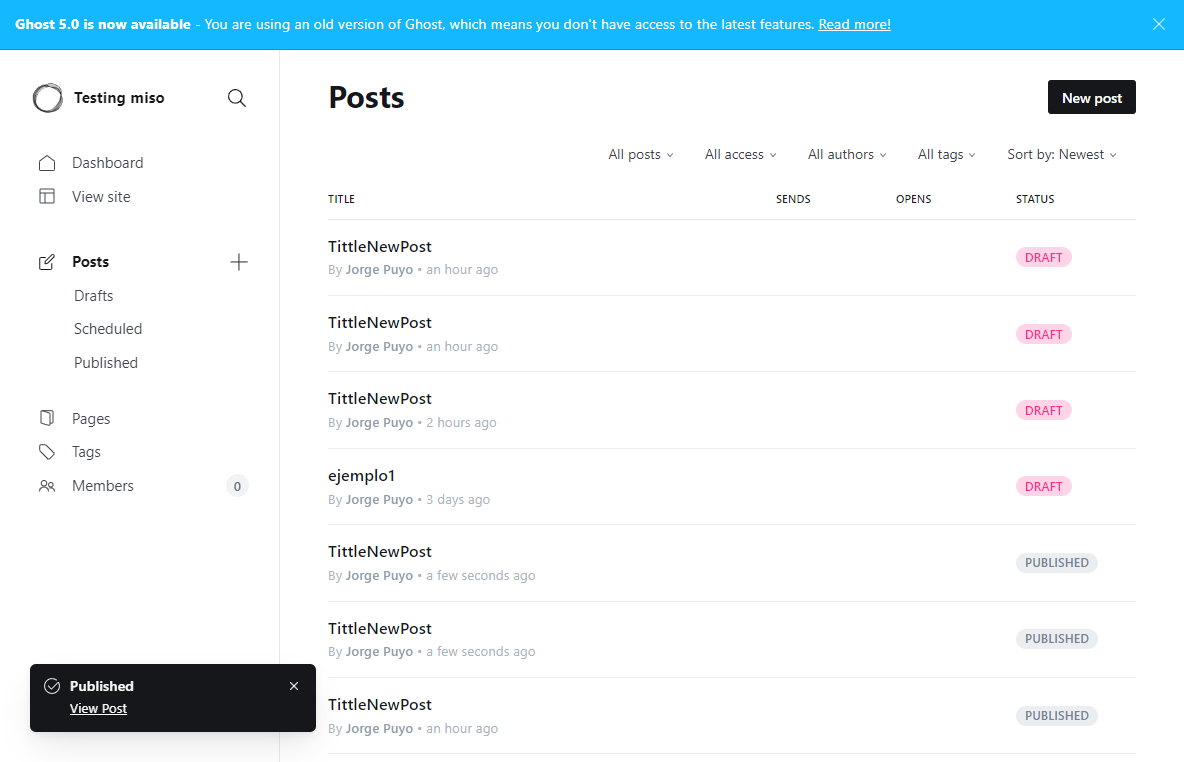 Ghost 5.0 is now available - You are using an old version of Ghost, which means you don't have access to the latest features. Read more!
Testing miso
Dashboard
View site
Posts
Drafts
Scheduled
Published
Pages
Tags
Members 0
Published
View Post
Posts
New post
All posts All access All authors All tags Sort by: Newest
TITLE SENDS OPENS STATUS
TittleNewPost
By Jorge Puyo • an hour ago
DRAFT
TittleNewPost
By Jorge Puyo • an hour ago
DRAFT
TittleNewPost
By Jorge Puyo • 2 hours ago
DRAFT
ejemplo1
By Jorge Puyo • 3 days ago
DRAFT
TittleNewPost
By Jorge Puyo • a few seconds ago
PUBLISHED
TittleNewPost
By Jorge Puyo • a few seconds ago
PUBLISHED
TittleNewPost
By Jorge Puyo • an hour ago
PUBLISHED